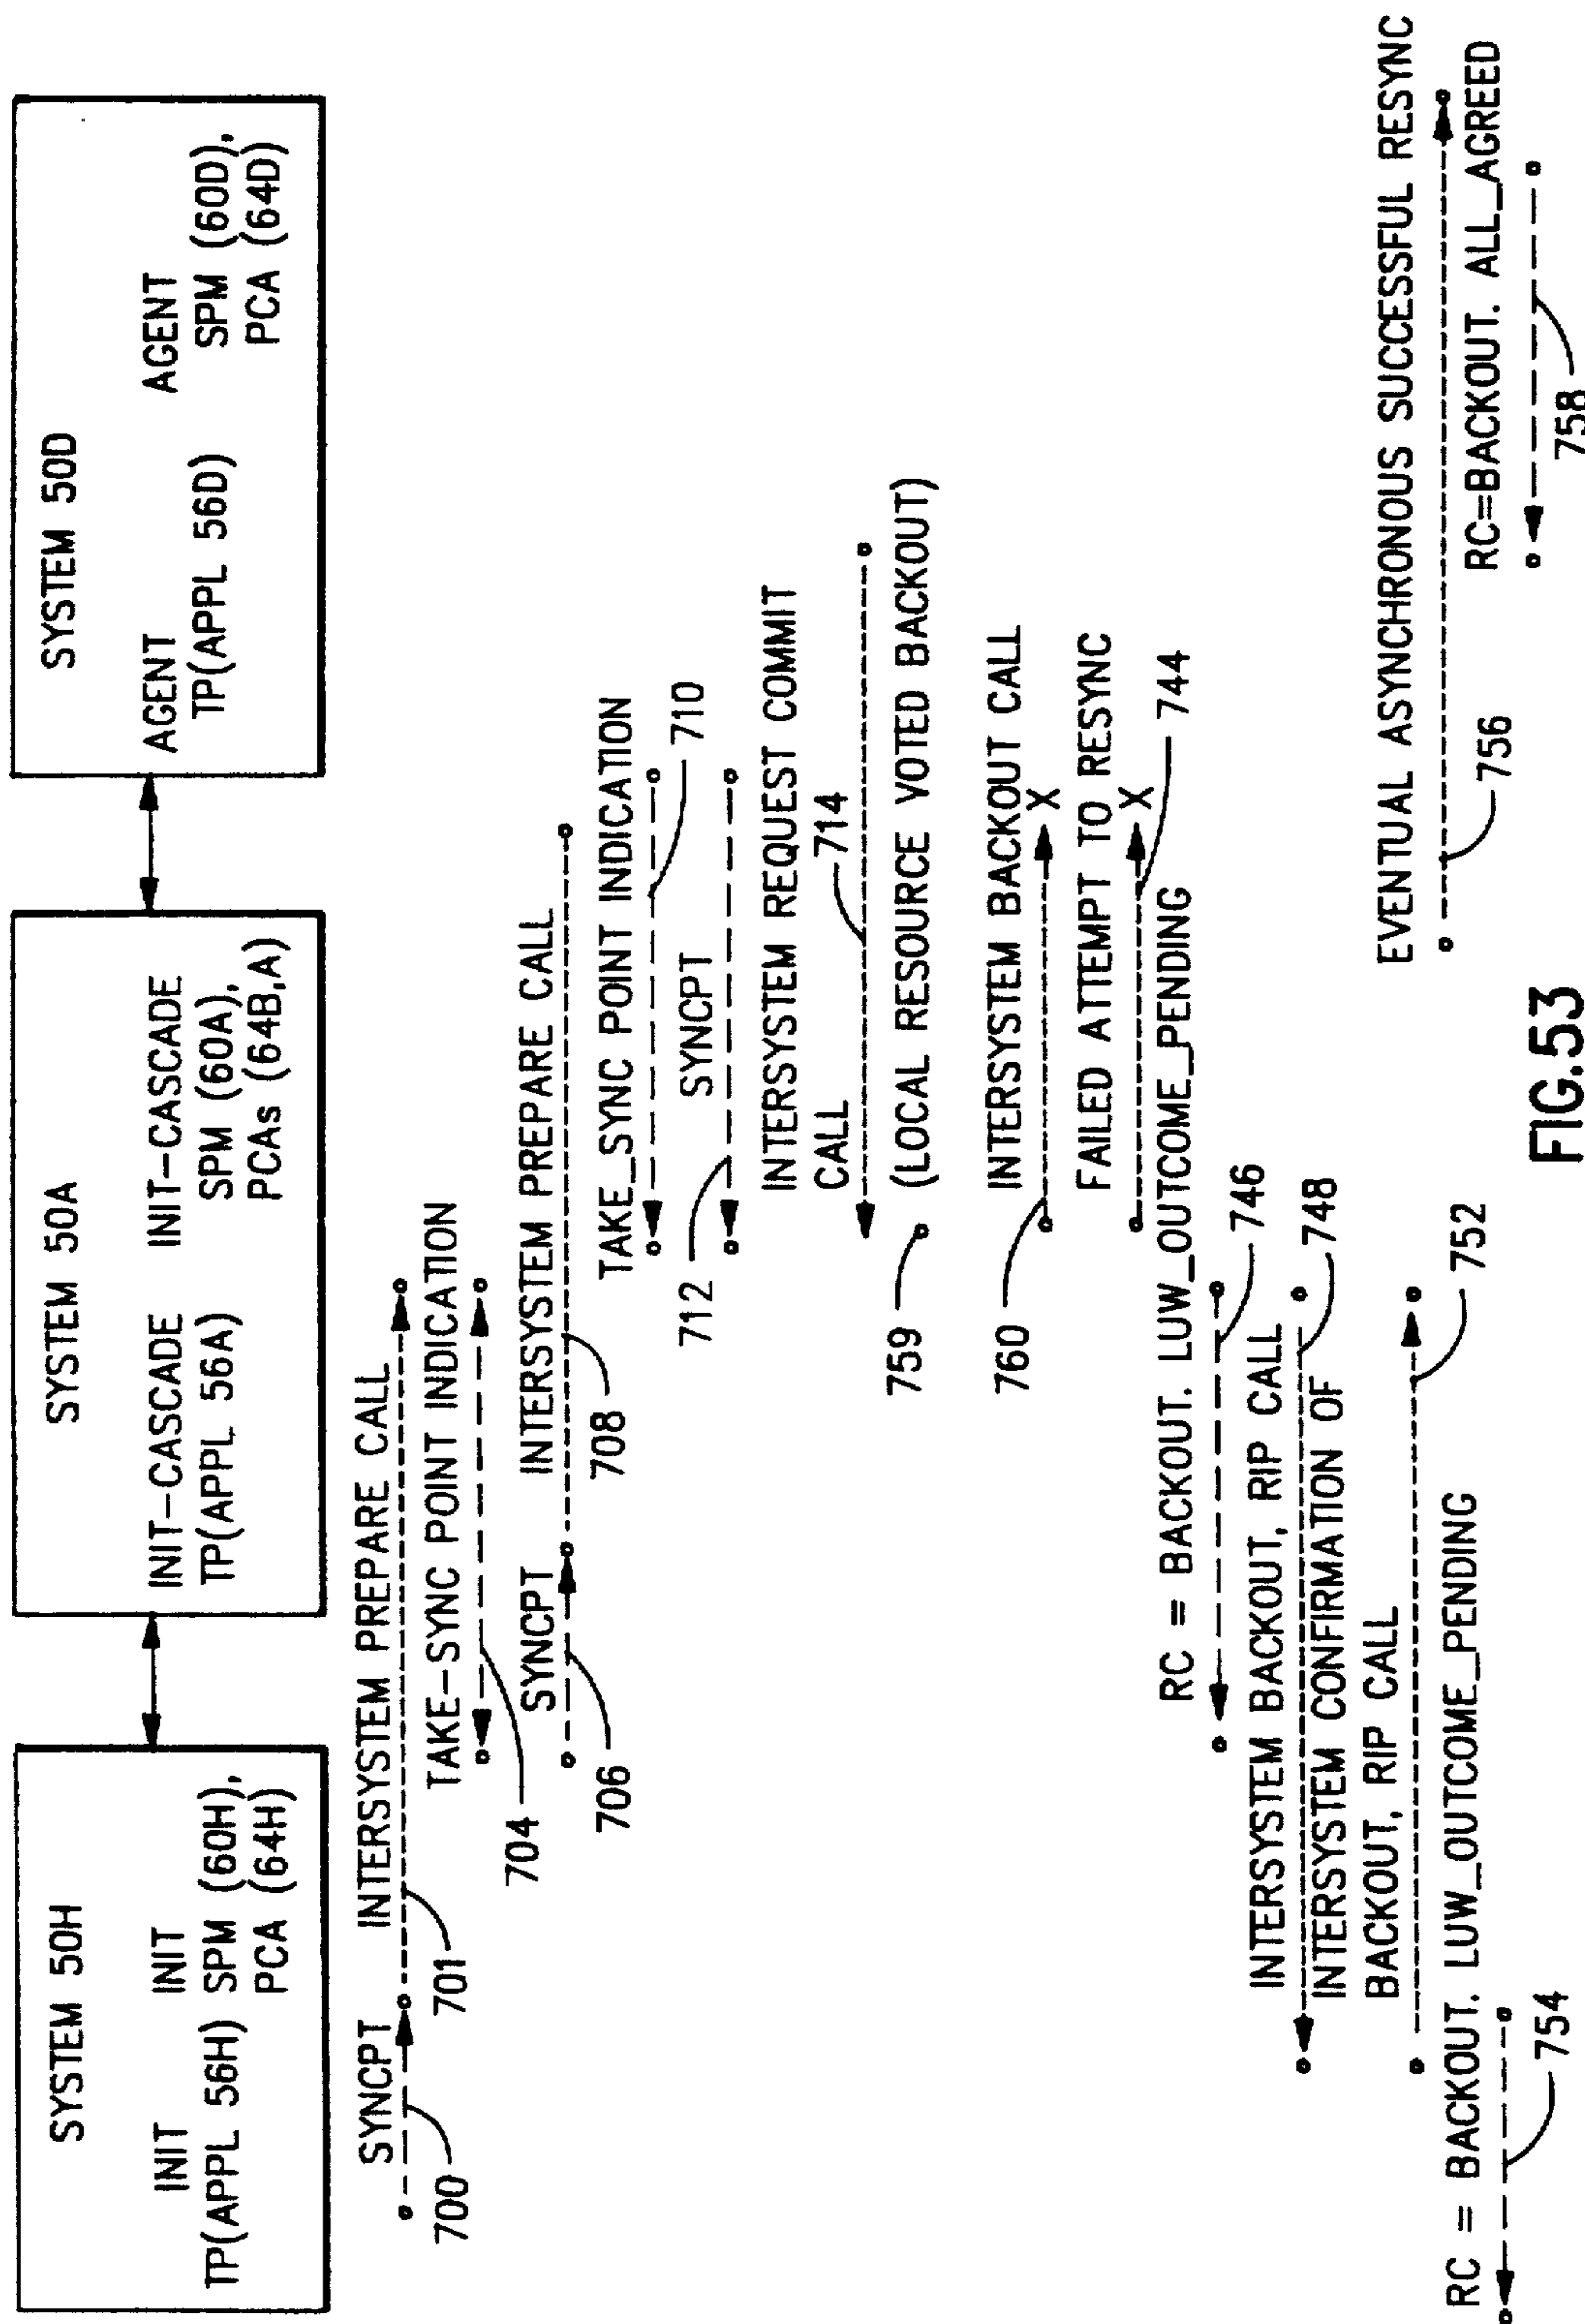 SYSTEM 50H
INIT INIT
TP(APPL 56H) SPM (60H),
PCA (64H)
SYSTEM 50A
INIT-CASCADE INIT-CASCADE
TP(APPL 56A) SPM (60A),
PCAs (64B,A)
SYSTEM 50D
AGENT AGENT
TP(APPL 56D) SPM (60D),
PCA (64D)
SYNCPT INTERSYSTEM PREPARE CALL
700
701
TAKE-SYNC POINT INDICATION
704
SYNCPT INTERSYSTEM PREPARE CALL
706
708
TAKE_SYNC POINT INDICATION
710
SYNCPT
712
INTERSYSTEM REQUEST COMMIT
CALL
714
759
(LOCAL RESOURCE VOTED BACKOUT)
INTERSYSTEM BACKOUT CALL
X
760
FAILED ATTEMPT TO RESYNC
X
744
RC = BACKOUT. LUW_OUTCOME_PENDING
746
INTERSYSTEM BACKOUT, RIP CALL
748
INTERSYSTEM CONFIRMATION OF
BACKOUT, RIP CALL
752
RC = BACKOUT. LUW_OUTCOME_PENDING
754
EVENTUAL ASYNCHRONOUS SUCCESSFUL RESYNC
756
RC=BACKOUT. ALL_AGREED
758
FIG.53